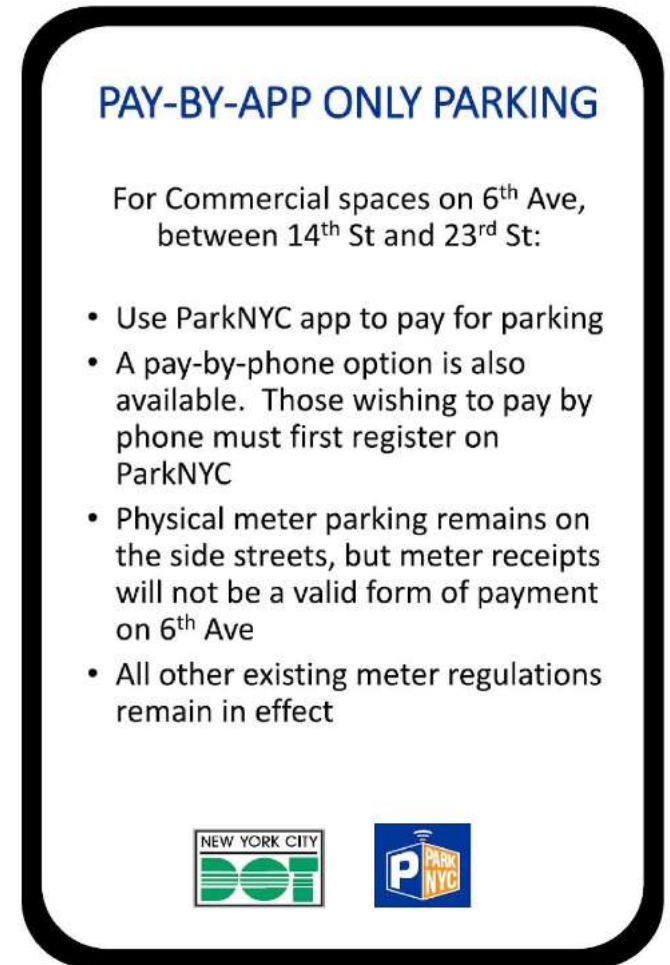 PAY-BY-APP ONLY PARKING
For Commercial spaces on 6th Ave,
between 14th St and 23rd St:
• Use ParkNYC app to pay for parking
• A pay-by-phone option is also
available. Those wishing to pay by
phone must first register on
ParkNYC
• Physical meter parking remains on
the side streets, but meter receipts
will not be a valid form of payment
on 6th Ave
• All other existing meter regulations
remain in effect
NEW YORK CITY
DOT
P PARK
NYC